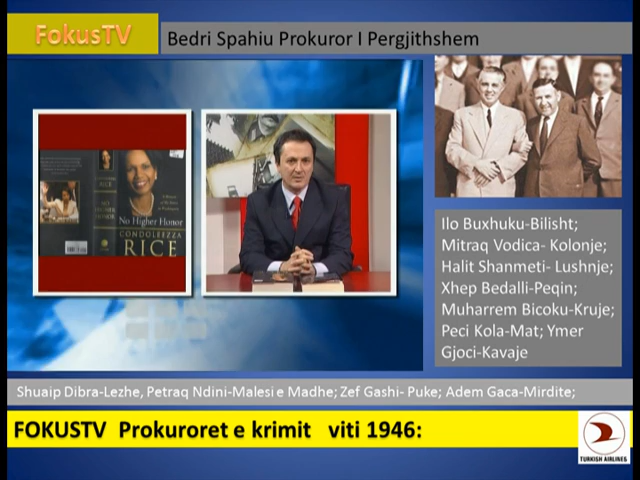 FokusTV
Bedri Spahiu Prokuror I Pergjithshem
No Higher Honor
CONDOLEEZZA
RICE
RICE
Ilo Buxhuku-Bilisht;
Mitraq Vodica- Kolonje;
Halit Shanmeti- Lushnje;
Xhep Bedalli-Peqin;
Muharrem Bicoku-Kruje;
Peci Kola-Mat; Ymer
Gjoci-Kavaje
Shuaip Dibra-Lezhe, Petraq Ndini-Malesi e Madhe; Zef Gashi- Puke; Adem Gaca-Mirdite;
FOKUSTV Prokuroret e krimit viti 1946:
TURKISH AIRLINES